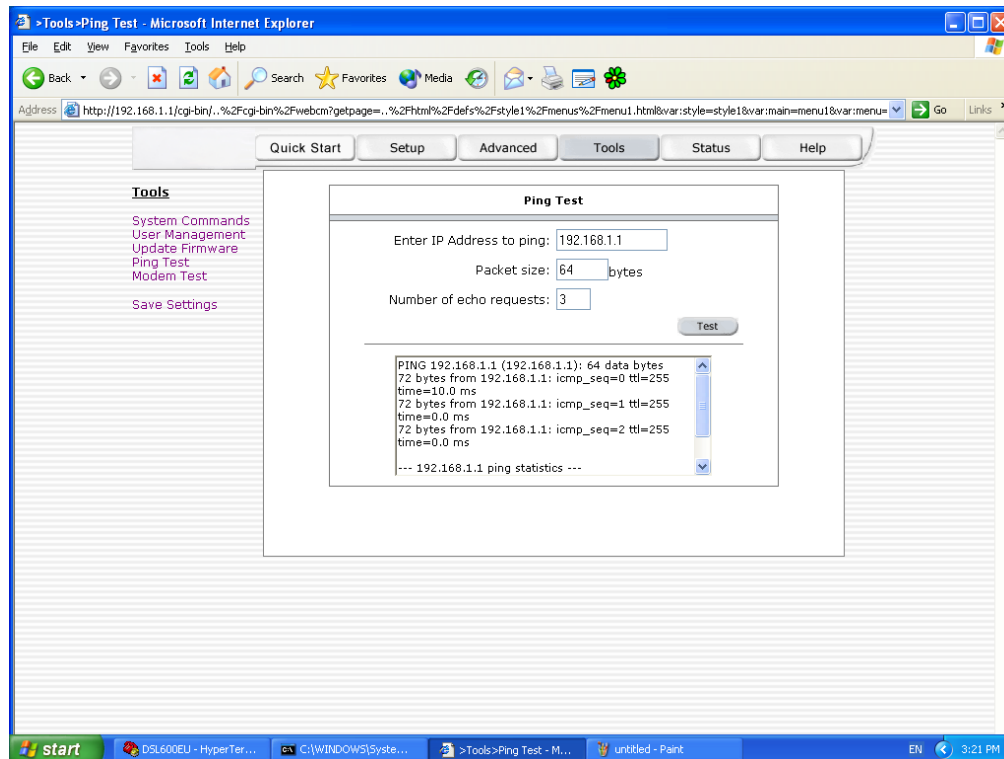 >Tools>Ping Test - Microsoft Internet Explorer
File Edit View Favorites Tools Help
Back Search Favorites Media
Address http://192.168.1.1/cgi-bin/..%2Fcgi-bin%2Fwebcm?getpage=..%2Fhtml%2Fdefs%2Fstyle1%2Fmenus%2Fmenu1.html&var:style=style1&var:main=menu1&var:menu= Go Links
Quick Start Setup Advanced Tools Status Help
Tools
System Commands
User Management
Update Firmware
Ping Test
Modem Test
Save Settings
Ping Test
Enter IP Address to ping: 192.168.1.1
Packet size: 64 bytes
Number of echo requests: 3
Test
PING 192.168.1.1 (192.168.1.1): 64 data bytes
72 bytes from 192.168.1.1: icmp_seq=0 ttl=255
time=10.0 ms
72 bytes from 192.168.1.1: icmp_seq=1 ttl=255
time=0.0 ms
72 bytes from 192.168.1.1: icmp_seq=2 ttl=255
time=0.0 ms
--- 192.168.1.1 ping statistics ---
start DSL600EU - HyperTer... C:\WINDOWS\Syste... >Tools>Ping Test - M... untitled - Paint EN 3:21 PM